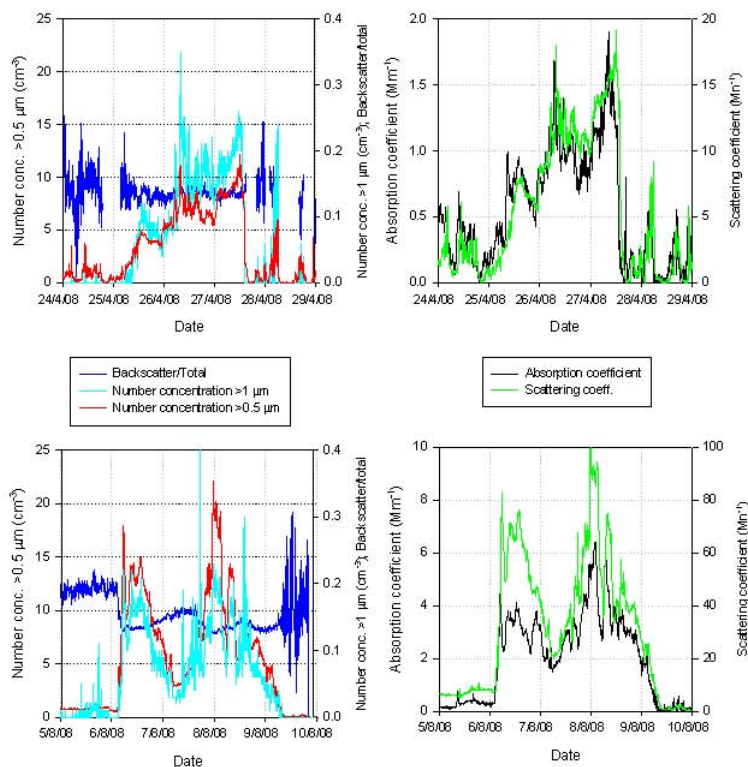 25
20
15
10
5
0
0.4
0.3
0.2
0.1
0.0
Number conc. >0.5 µm (cm⁻³)
Number conc. >1 µm (cm⁻³); Backscatter/total
24/4/08 25/4/08 26/4/08 27/4/08 28/4/08 29/4/08
Date
2.0
1.5
1.0
0.5
0.0
20
15
10
5
0
Absorption coefficient (Mm⁻¹)
Scattering coefficient (Mn⁻¹)
24/4/08 25/4/08 26/4/08 27/4/08 28/4/08 29/4/08
Date
Backscatter/Total
Number concentration >1 µm
Number concentration >0.5 µm
Absorption coefficient
Scattering coeff.
25
20
15
10
5
0
0.4
0.3
0.2
0.1
0.0
Number conc. >0.5 µm (cm⁻³)
Number conc. >1 µm (cm⁻³); Backscatter/total
5/8/08 7/8/08 8/8/08 9/8/08 10/8/08
Date
10
8
6
4
2
0
100
80
60
40
20
0
Absorption coefficient (Mm⁻¹)
Scattering coefficient (Mn⁻¹)
5/8/08 6/8/08 7/8/08 8/8/08 9/8/08 10/8/08
Date